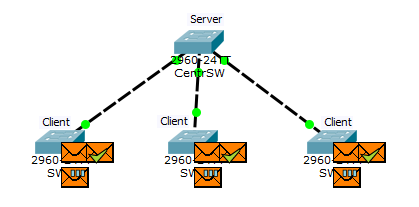 Server
2960-24TT
CentrSW
Client
Client
Client
2960-
SW
2960-
SW
2960-
SW